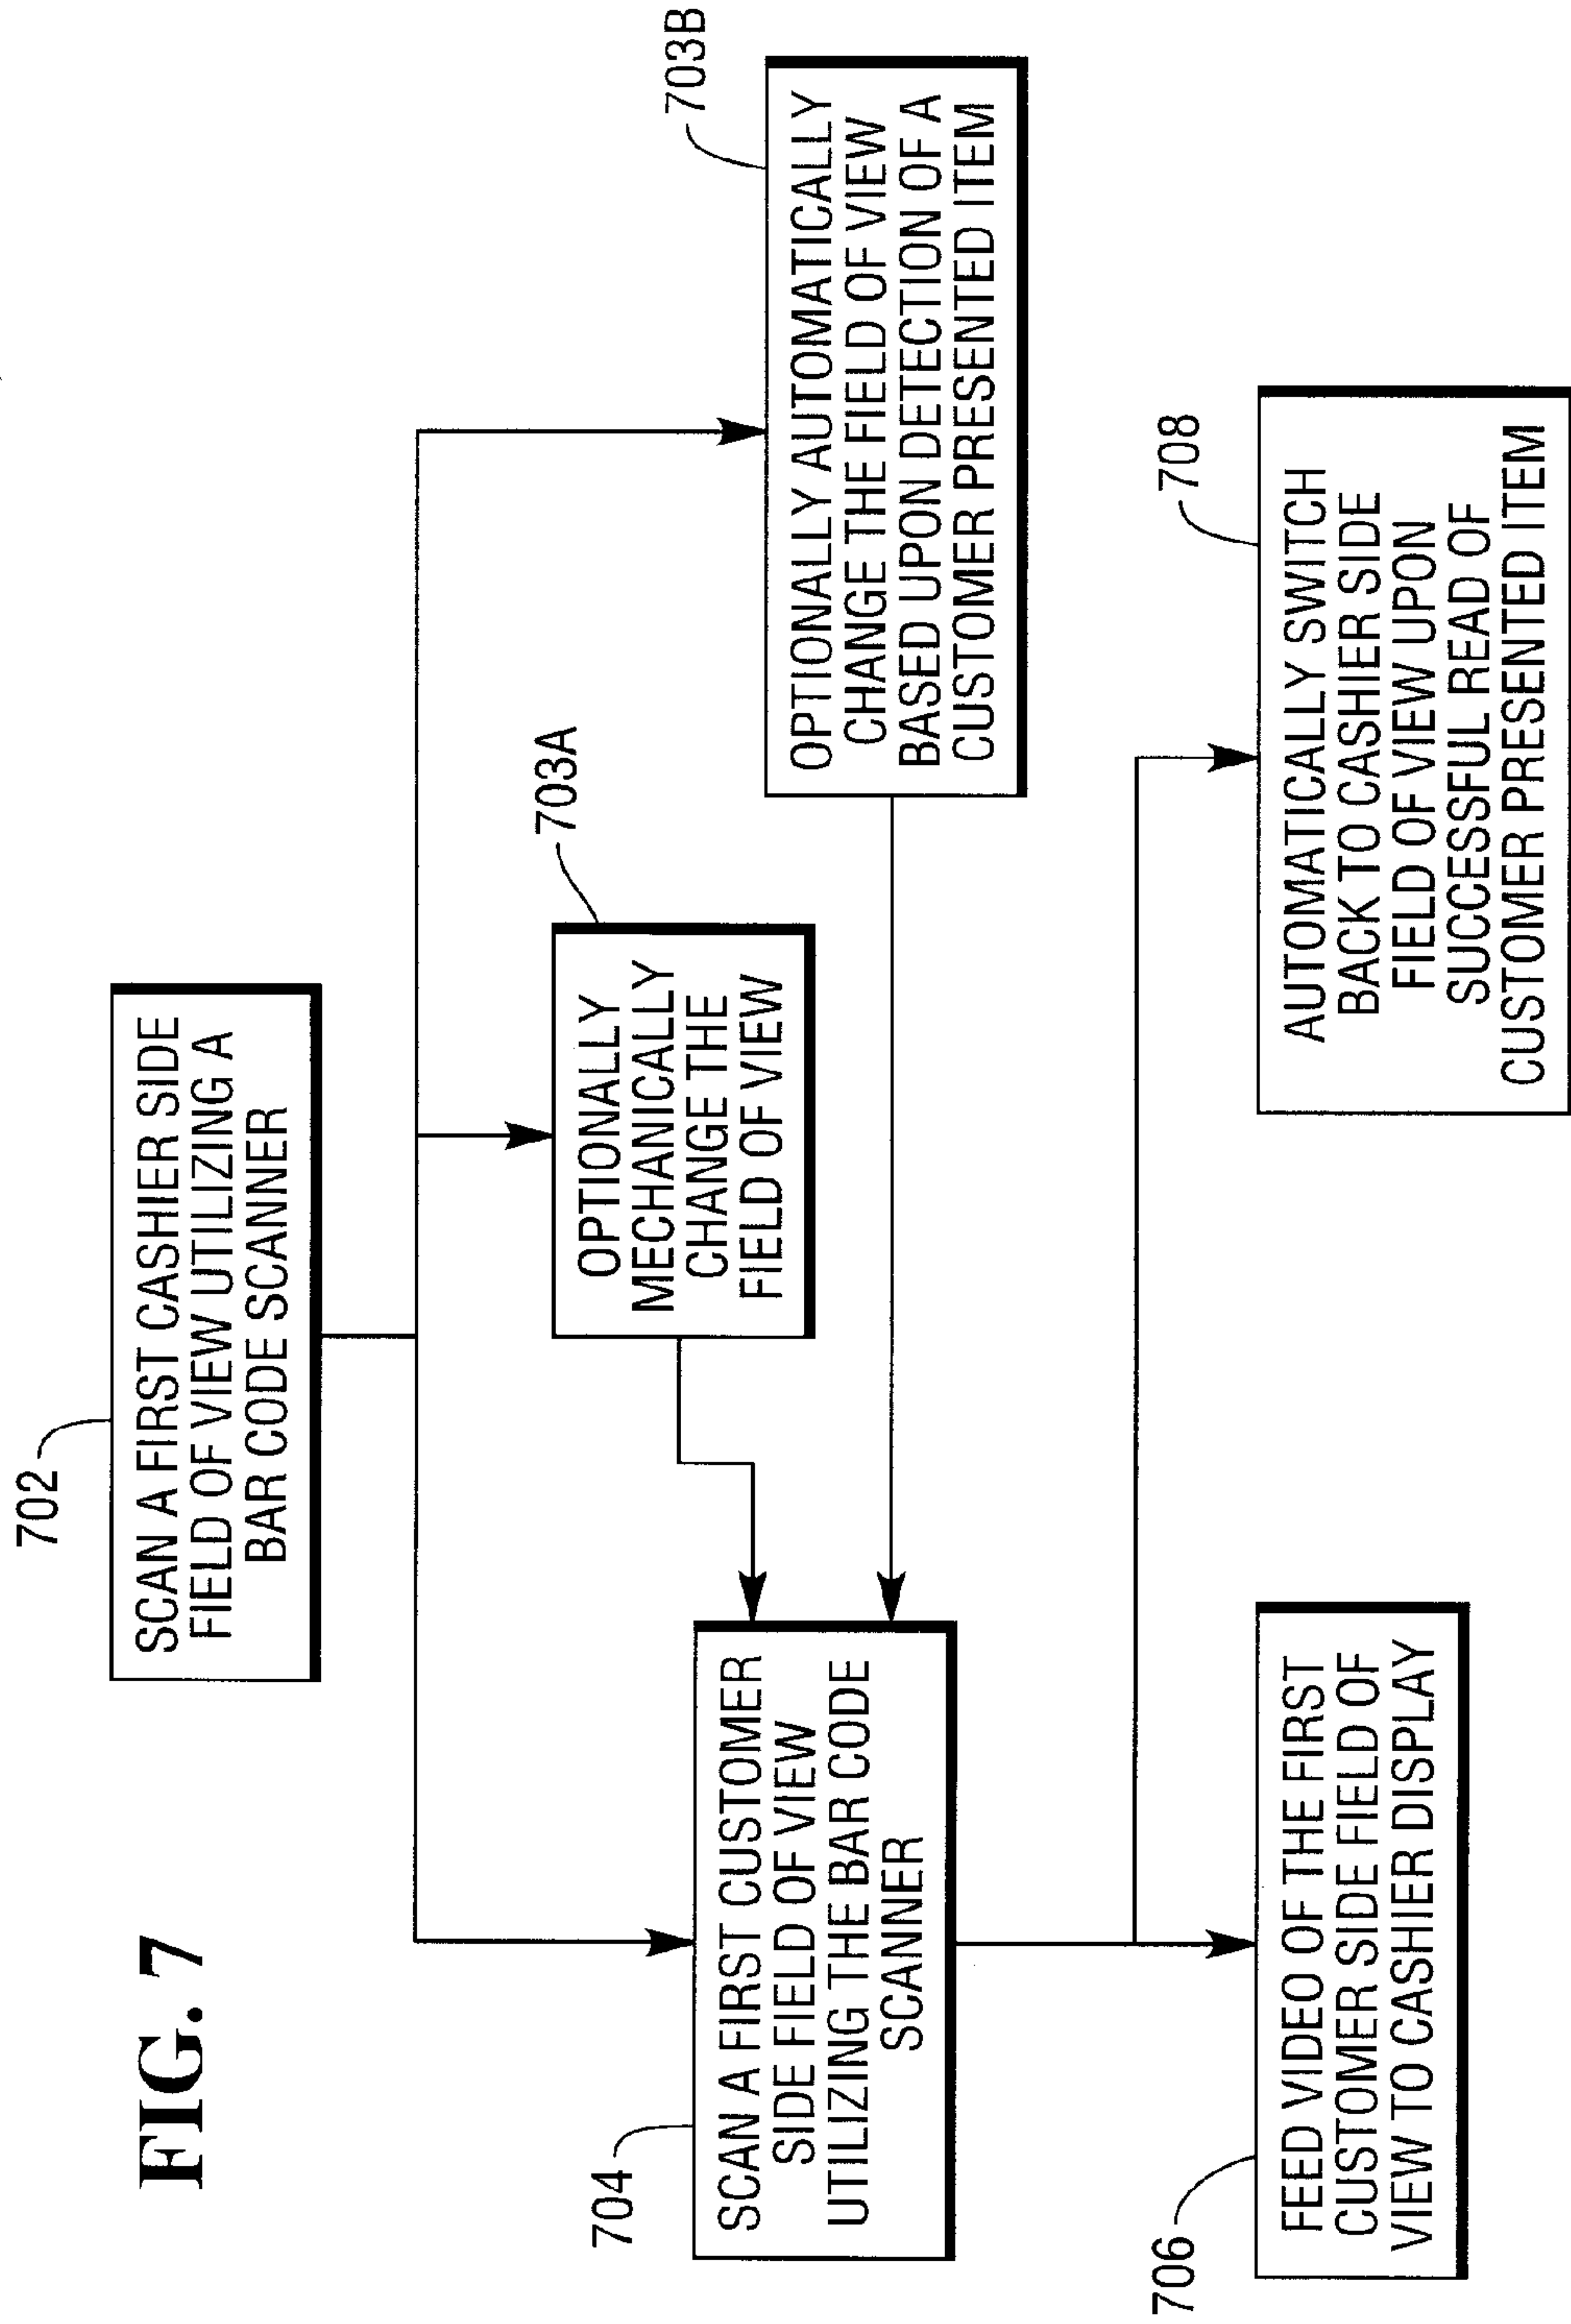 FIG. 7
702
SCAN A FIRST CASHIER SIDE
FIELD OF VIEW UTILIZING A
BAR CODE SCANNER
703A
OPTIONALLY
MECHANICALLY
CHANGE THE
FIELD OF VIEW
703B
OPTIONALLY AUTOMATICALLY
CHANGE THE FIELD OF VIEW
BASED UPON DETECTION OF A
CUSTOMER PRESENTED ITEM
704
SCAN A FIRST CUSTOMER
SIDE FIELD OF VIEW
UTILIZING THE BAR CODE
SCANNER
706
FEED VIDEO OF THE FIRST
CUSTOMER SIDE FIELD OF
VIEW TO CASHIER DISPLAY
708
AUTOMATICALLY SWITCH
BACK TO CASHIER SIDE
FIELD OF VIEW UPON
SUCCESSFUL READ OF
CUSTOMER PRESENTED ITEM